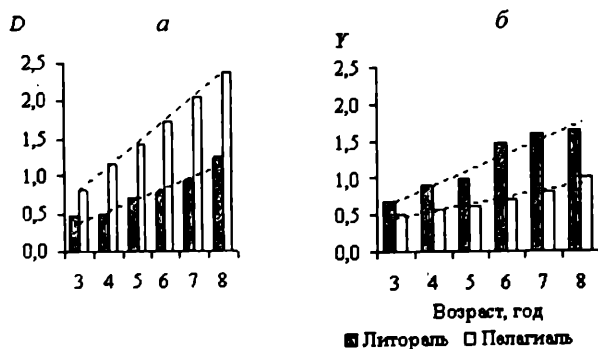 D а б
Y
2,5 2,5
2,0 2,0
1,5 1,5
1,0 1,0
0,5 0,5
0,0 0,0
3 4 5 6 7 8 3 4 5 6 7 8
Возраст, год
Литораль Пелагиаль